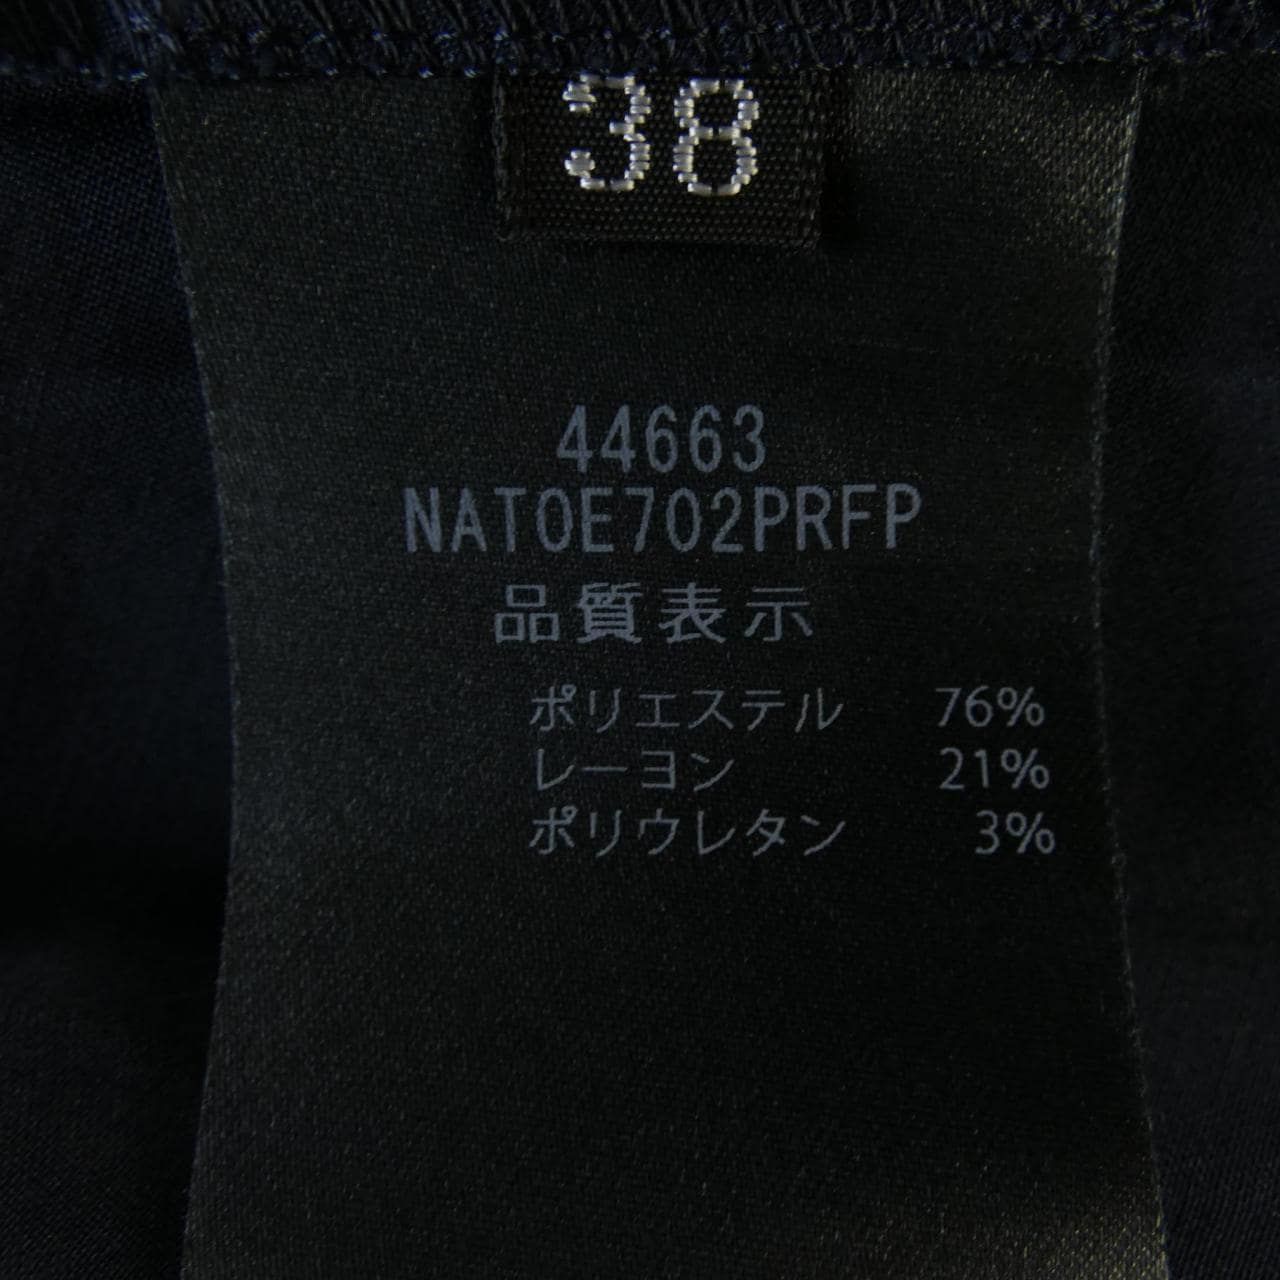 38
44663
NATOE702PRFP
品質表示
ポリエステル 76%
レーヨン 21%
ポリウレタン 3%